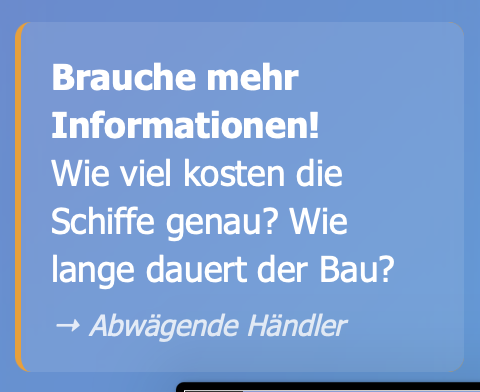 Brauche mehr
Informationen!
Wie viel kosten die
Schiffe genau? Wie
lange dauert der Bau?
→ Abwägende Händler